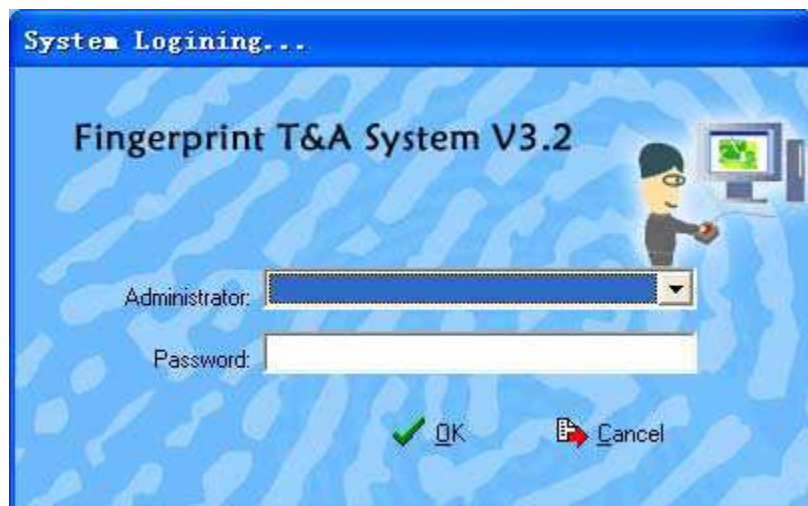 System Logining...
Fingerprint T&A System V3.2
Administrator:
Password:
OK
Cancel